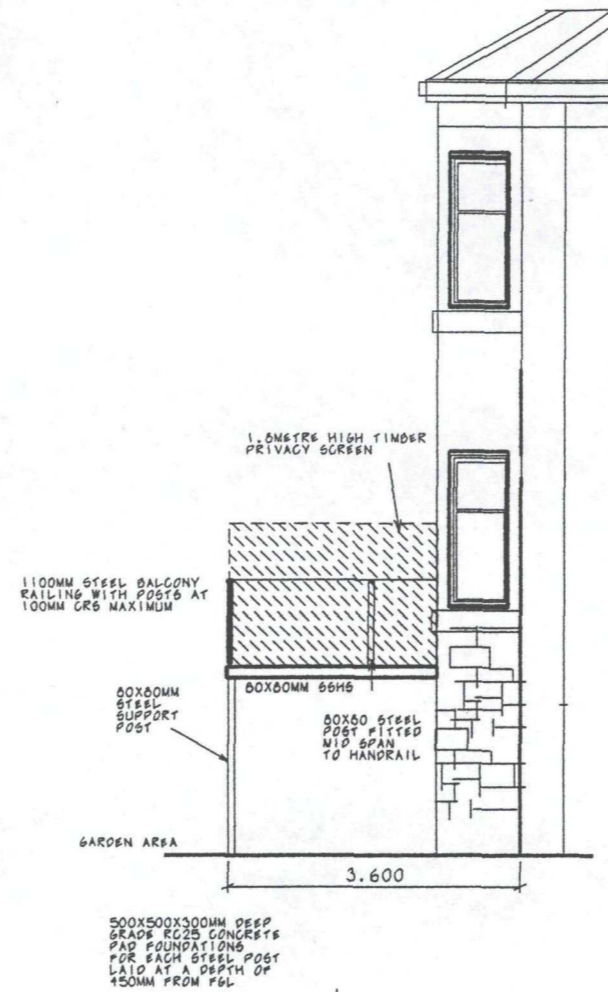 1.8METRE HIGH TIMBER
PRIVACY SCREEN
1100MM STEEL BALCONY
RAILING WITH POSTS AT
100MM CRS MAXIMUM
80X80MM
STEEL
SUPPORT
POST
80X80MM SSHS
80X80 STEEL
POST FITTED
MID SPAN
TO HANDRAIL
GARDEN AREA
3.600
500X500X300MM DEEP
GRADE RC25 CONCRETE
PAD FOUNDATIONS
FOR EACH STEEL POST
LAID AT A DEPTH OF
450MM FROM FGL